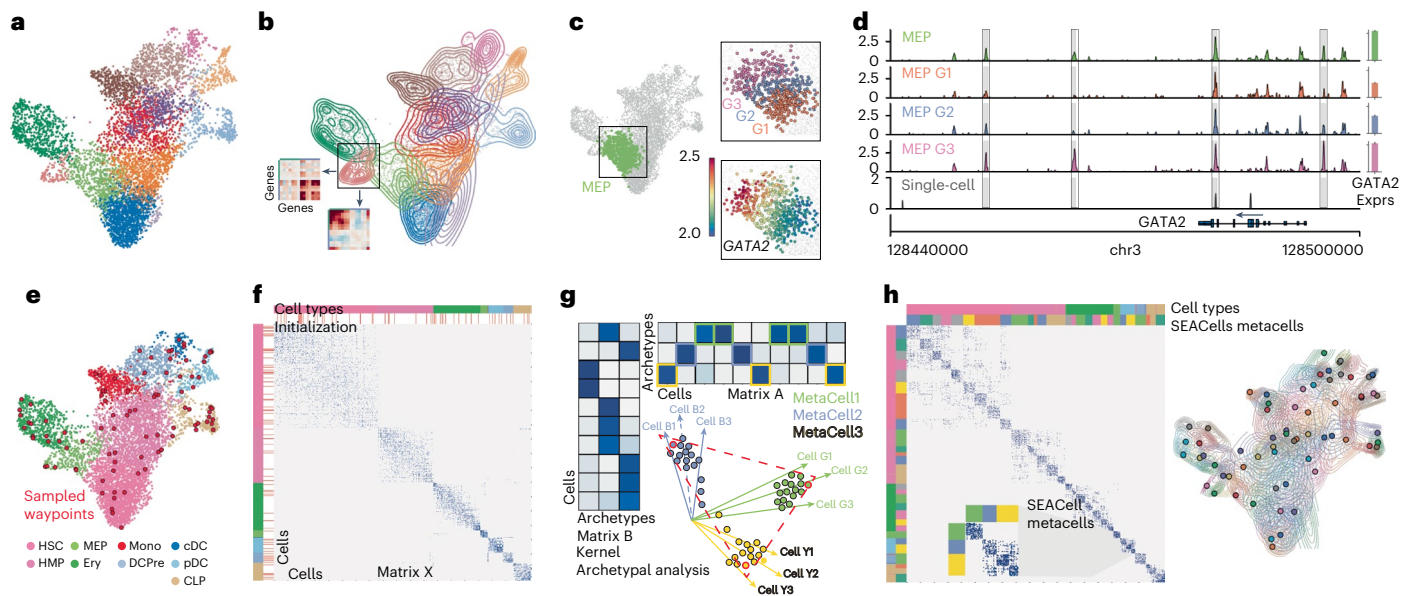 a
b
Genes
Genes
c
MEP
G3
G2
G1
2.5
2.0
GATA2
d
2.5
0
MEP
2.5
0
MEP G1
2.5
0
MEP G2
2.5
0
MEP G3
2
0
Single-cell
GATA2
Exprs
GATA2
128440000
chr3
128500000
e
Sampled
waypoints
HSC
MEP
Mono
cDC
HMP
Ery
DCPre
pDC
CLP
f
Cell types
Initialization
Cells
Cells
Matrix X
g
Archetypes
Cells
Matrix A
Cells
Archetypes
Matrix B
Kernel
Archetypal analysis
MetaCell1
MetaCell2
MetaCell3
Cell B2
Cell B1
Cell B3
Cell G1
Cell G2
Cell G3
Cell Y1
Cell Y2
Cell Y3
h
Cell types
SEACells metacells
SEACell
metacells